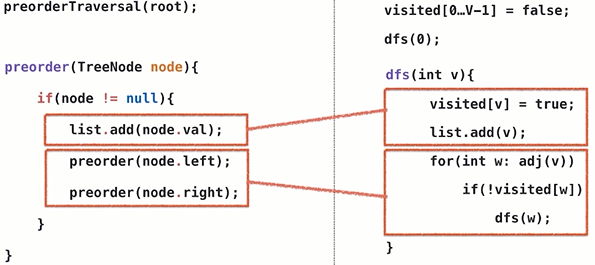 preorderTraversal(root);
preorder(TreeNode node){
if(node != null){
list.add(node.val);
preorder(node.left);
preorder(node.right);
}
}
visited[0…V-1] = false;
dfs(0);
dfs(int v){
visited[v] = true;
list.add(v);
for(int w: adj(v))
if(!visited[w])
dfs(w);
}